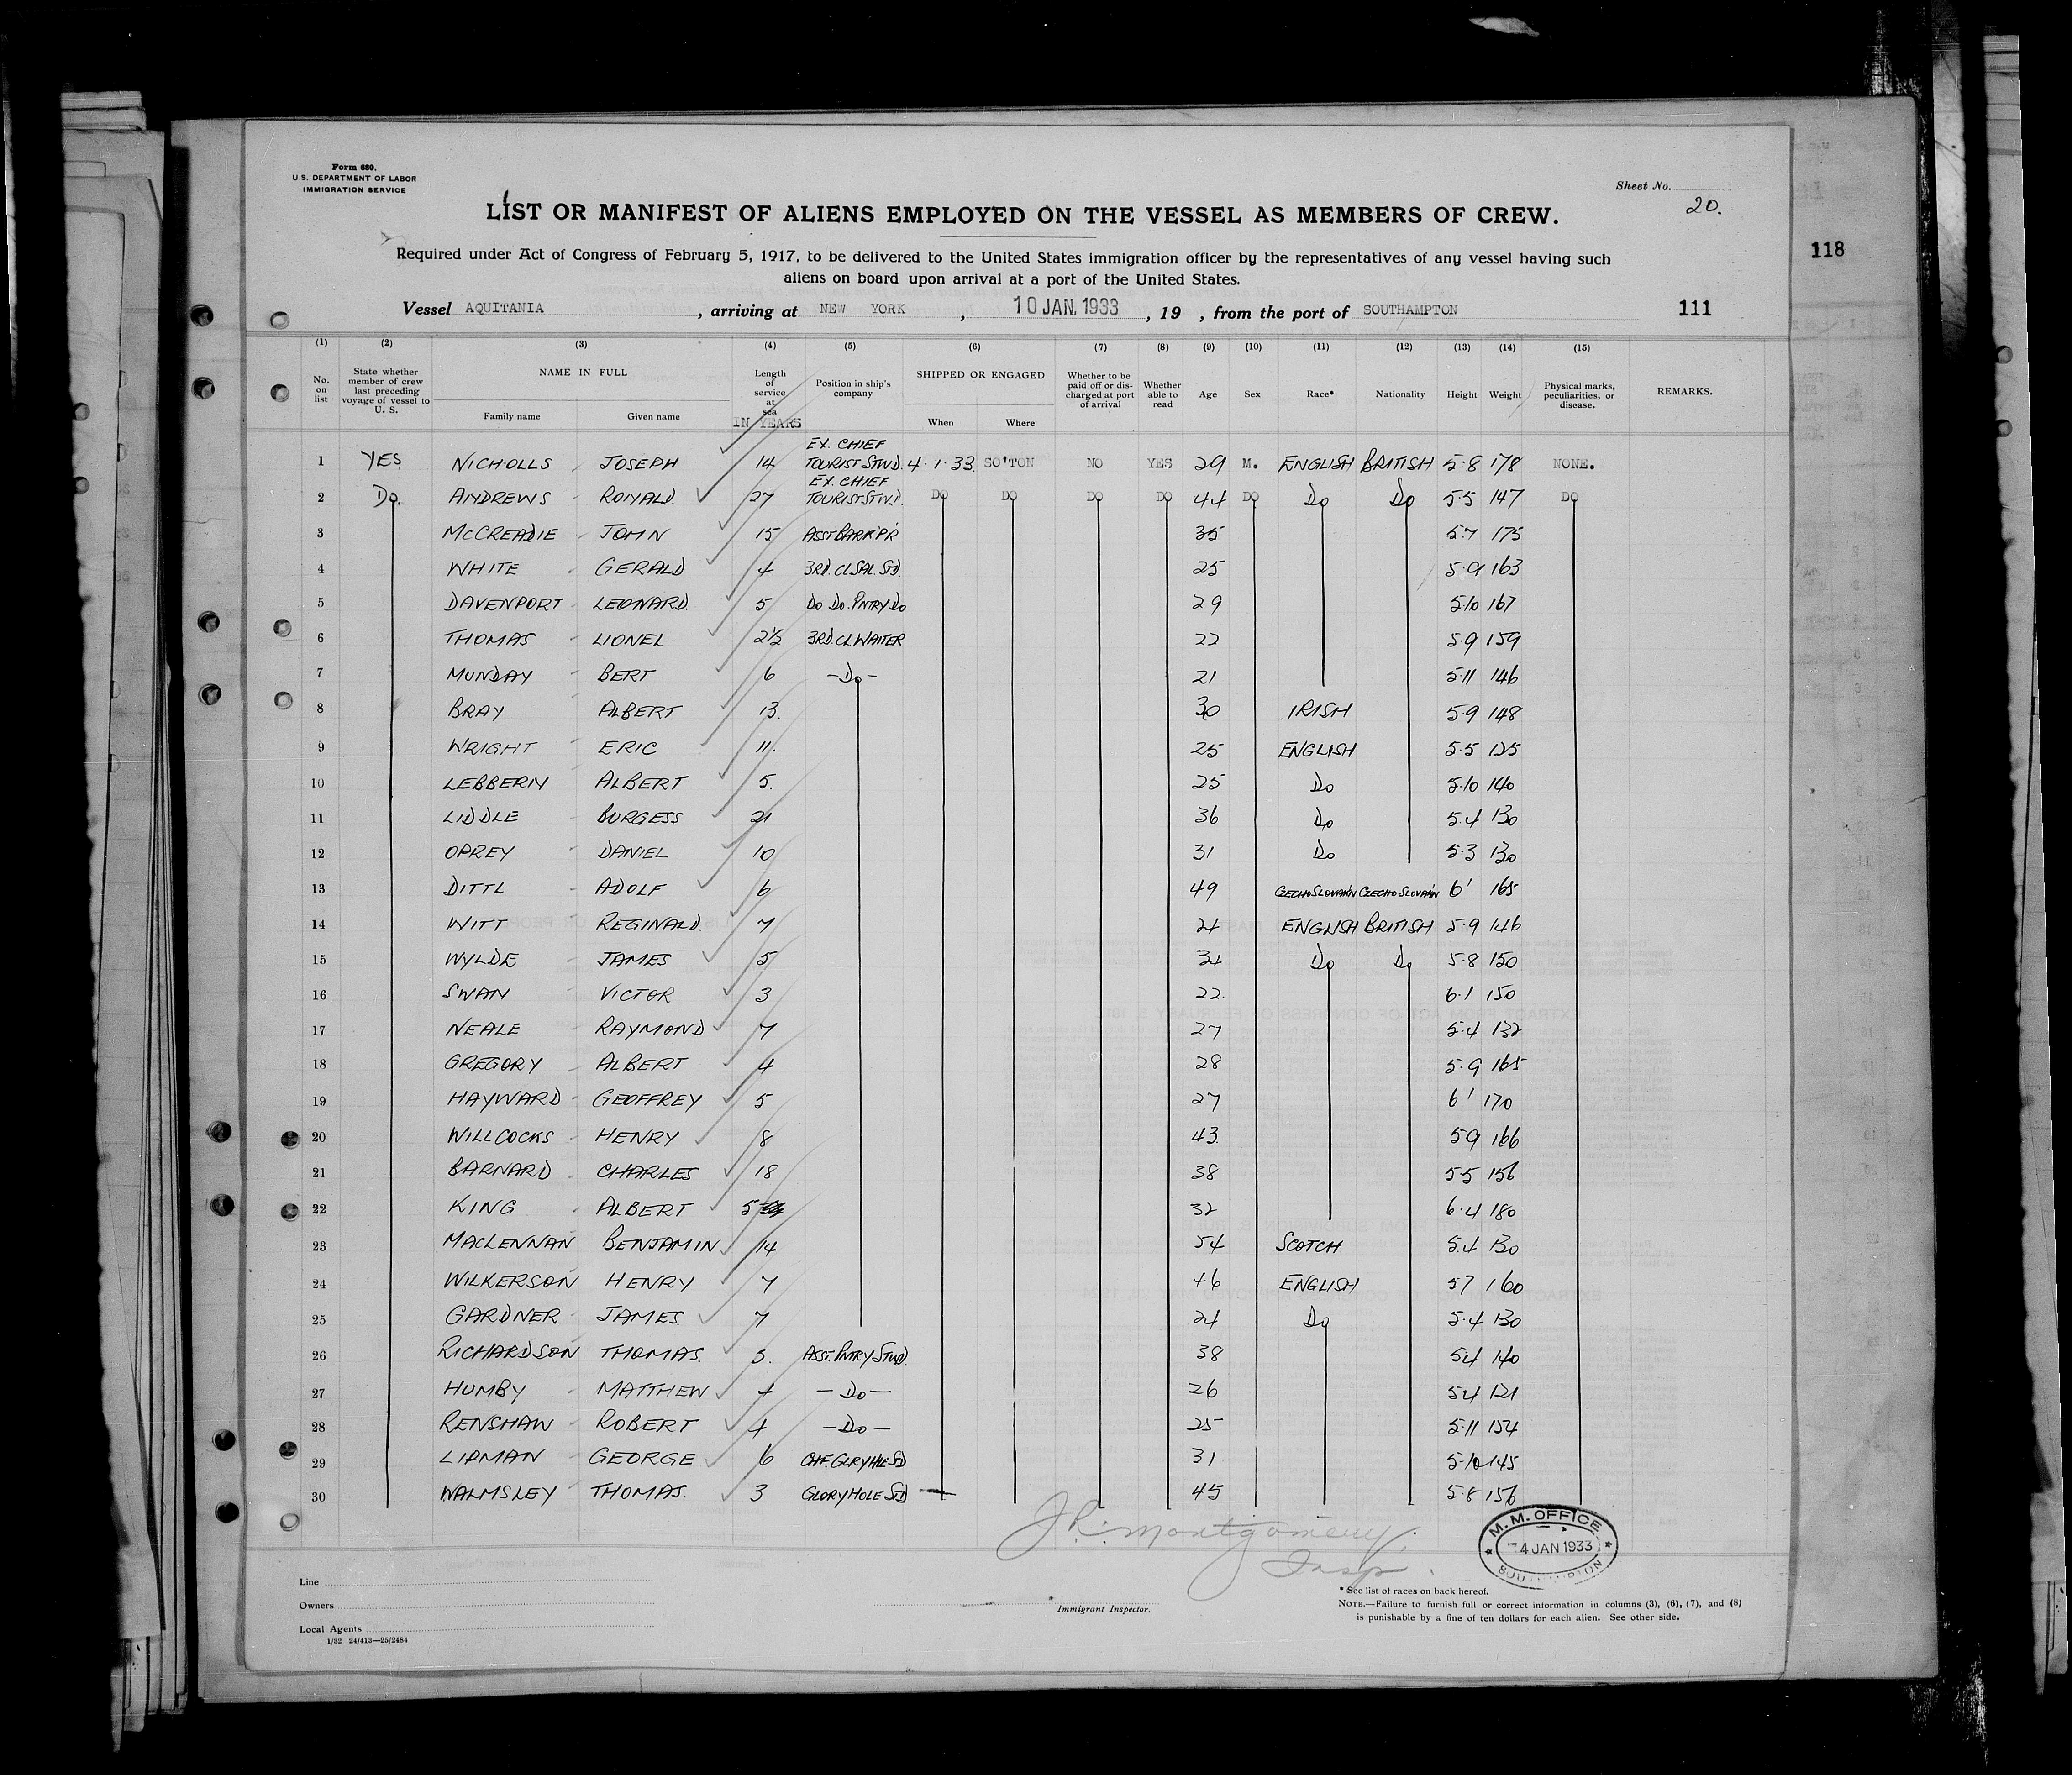 Form 680.
U.S. DEPARTMENT OF LABOR
IMMIGRATION SERVICE
Sheet No.
20.
LIST OR MANIFEST OF ALIENS EMPLOYED ON THE VESSEL AS MEMBERS OF CREW.
118
Required under Act of Congress of February 5, 1917, to be delivered to the United States immigration officer by the representatives of any vessel having such
aliens on board upon arrival at a port of the United States.
Vessel AQUITANIA , arriving at NEW YORK , 10 JAN. 1933 , 19 , from the port of SOUTHAMPTON 111
(1) (2) (3) (4) (5) (6) (7) (8) (9) (10) (11) (12) (13) (14) (15)
No. on list State whether member of crew last preceding voyage of vessel to U. S. NAME IN FULL Family name Given name Length of service at sea IN YEARS Position in ship's company SHIPPED OR ENGAGED When Where Whether to be paid off or discharged at port of arrival Whether able to read Age Sex Race* Nationality Height Weight Physical marks, peculiarities, or disease. REMARKS.
1 YES NICHOLLS JOSEPH 14 EX. CHIEF TOURIST STWD. 4.1.33. SO'TON NO YES 29 M. ENGLISH BRITISH 5.8 178 NONE.
2 Do. ANDREWS RONALD. 27 EX. CHIEF TOURIST STWD. DO DO DO DO 44 DO Do Do 5.5 147 DO
3 McCREADIE JOHN 15 ASST BARK'P'R 35 5.7 175
4 WHITE GERALD 4 3RD. CL SAL. STD. 25 5.9 163
5 DAVENPORT LEONARD. 5 Do Do. PNTRY Do 29 5.10 167
6 THOMAS LIONEL 2½ 3RD. CL WAITER 22 5.9 159
7 MUNDAY BERT 6 -Do- 21 5.11 146
8 BRAY ALBERT 13. 30 IRISH 5.9 148
9 WRIGHT ERIC 11. 25 ENGLISH 5.5 125
10 LEBBERN ALBERT 5. 25 Do 5.10 140
11 LIDDLE BURGESS 21 36 Do 5.4 130
12 OPREY DANIEL 10 31 Do 5.3 130
13 DITTL ADOLF 6 49 CZECHO SLOVAK'N CZECHO SLOVAK'N 6' 165
14 WITT REGINALD. 7 24 ENGLISH BRITISH 5.9 146
15 WYLDE JAMES 5 34 Do Do 5.8 150
16 SWAN VICTOR 3 22. 6.1 150
17 NEALE RAYMOND 7 27 5.4 132
18 GREGORY ALBERT 4 28 5.9 165
19 HAYWARD GEOFFREY 5 27 6' 170
20 WILLCOCKS HENRY 8 43. 5 9 166
21 BARNARD CHARLES 18 38 5.5 156
22 KING ALBERT 5 32 6.4 180
23 MACLENNAN BENJAMIN 14 54 SCOTCH 5.4 130
24 WILKERSON HENRY 7 46 ENGLISH 5 7 160
25 GARDNER JAMES. 7 24 Do 5.4 130
26 RICHARDSON THOMAS. 3. ASST. PNTRY STWD. 38 5 4 140
27 HUMBY MATTHEW 4 -Do- 26 5 4 121
28 RENSHAW ROBERT 4 -Do- 25 5.11 154
29 LIPMAN GEORGE 6 CHF. GLRY HLE SD 31 5.10 145
30 WALMSLEY THOMAS. 3 GLORY HOLE STD 45 5.8 156
J.R. Montgomery.
Insp.
M. M. OFFICE
4 JAN 1933
Line
Owners
Local Agents
1/32 24/413—25/2484
Immigrant Inspector.
* See list of races on back hereof.
NOTE.—Failure to furnish full or correct information in columns (3), (6), (7), and (8)
is punishable by a fine of ten dollars for each alien. See other side.